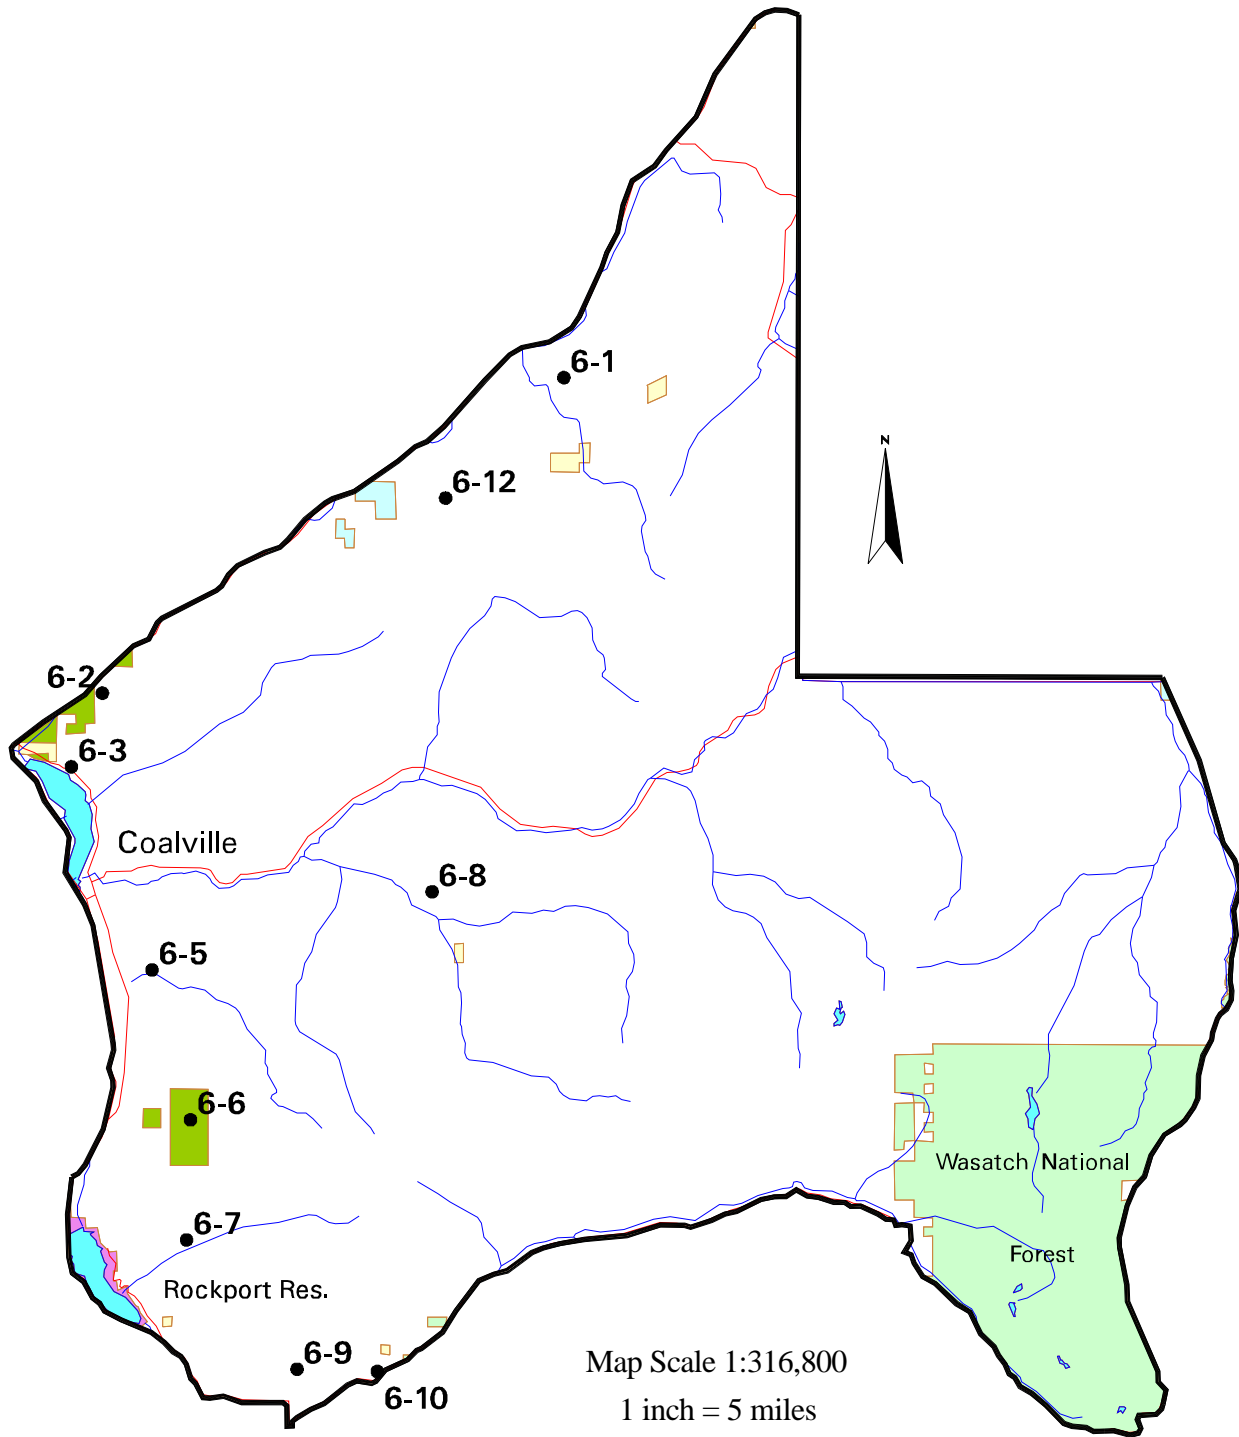 6-1
N
6-12
6-2
6-3
Coalville
6-8
6-5
6-6
Wasatch National
6-7
Forest
Rockport Res.
6-9
Map Scale 1:316,800
6-10
1 inch = 5 miles